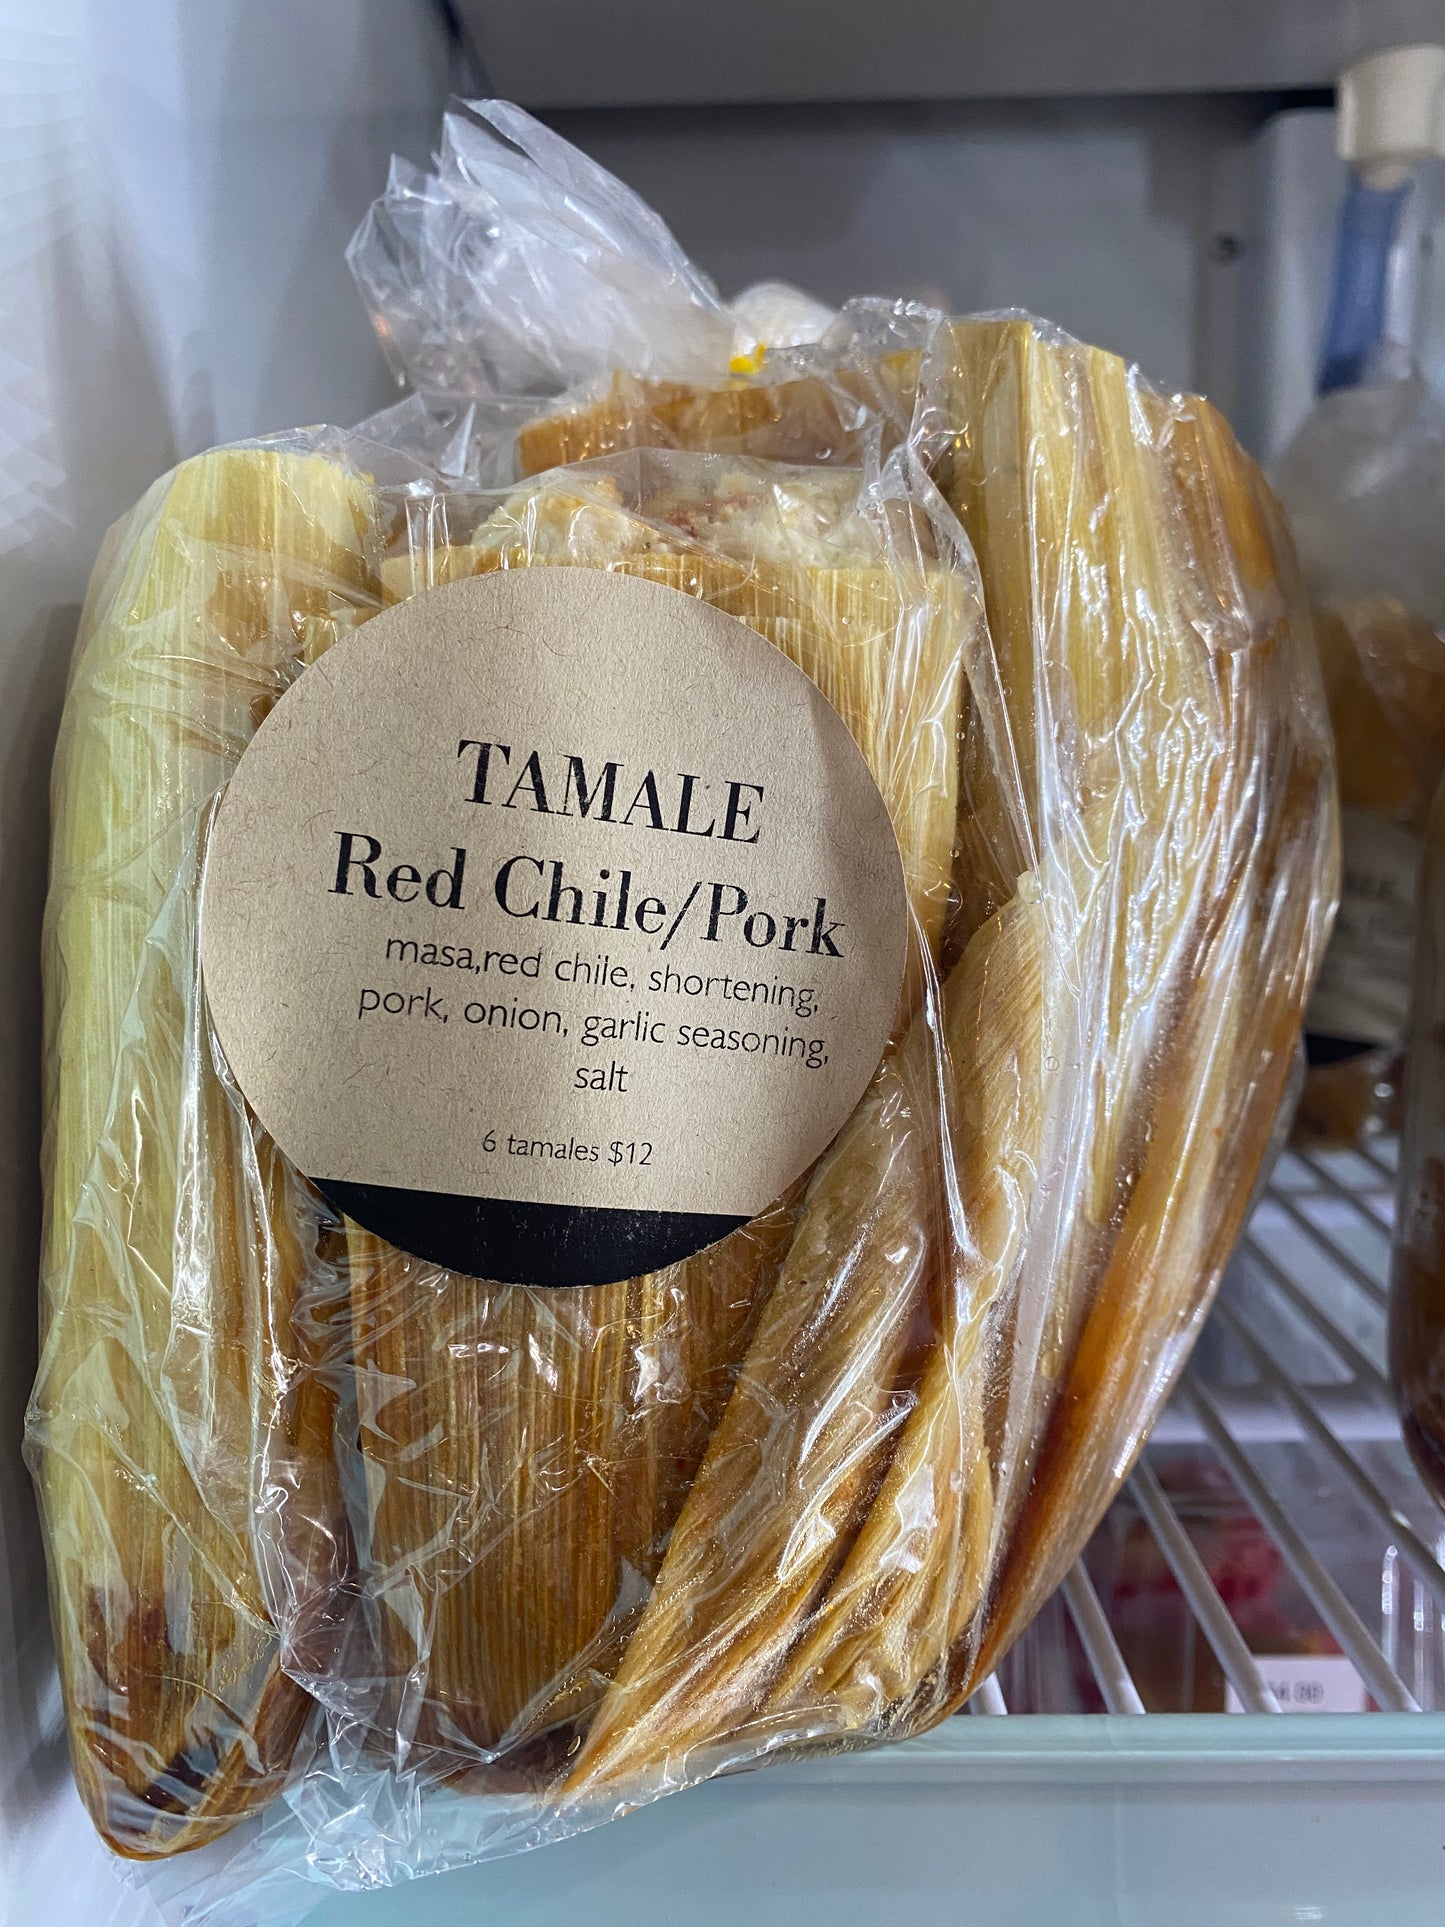 TAMALE
Red Chile/Pork
masa,red chile, shortening,
pork, onion, garlic seasoning,
salt
6 tamales $12